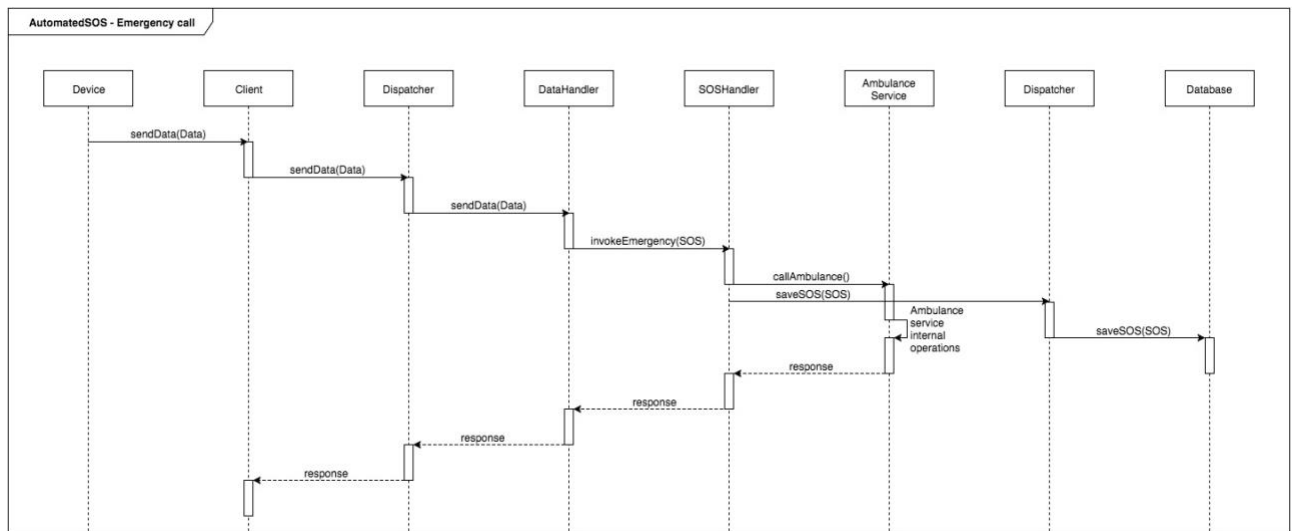 AutomatedSOS - Emergency call
Device
Client
Dispatcher
DataHandler
SOSHandler
Ambulance
Service
Dispatcher
Database
sendData(Data)
sendData(Data)
sendData(Data)
invokeEmergency(SOS)
callAmbulance()
saveSOS(SOS)
Ambulance
service
internal
operations
saveSOS(SOS)
response
response
response
response